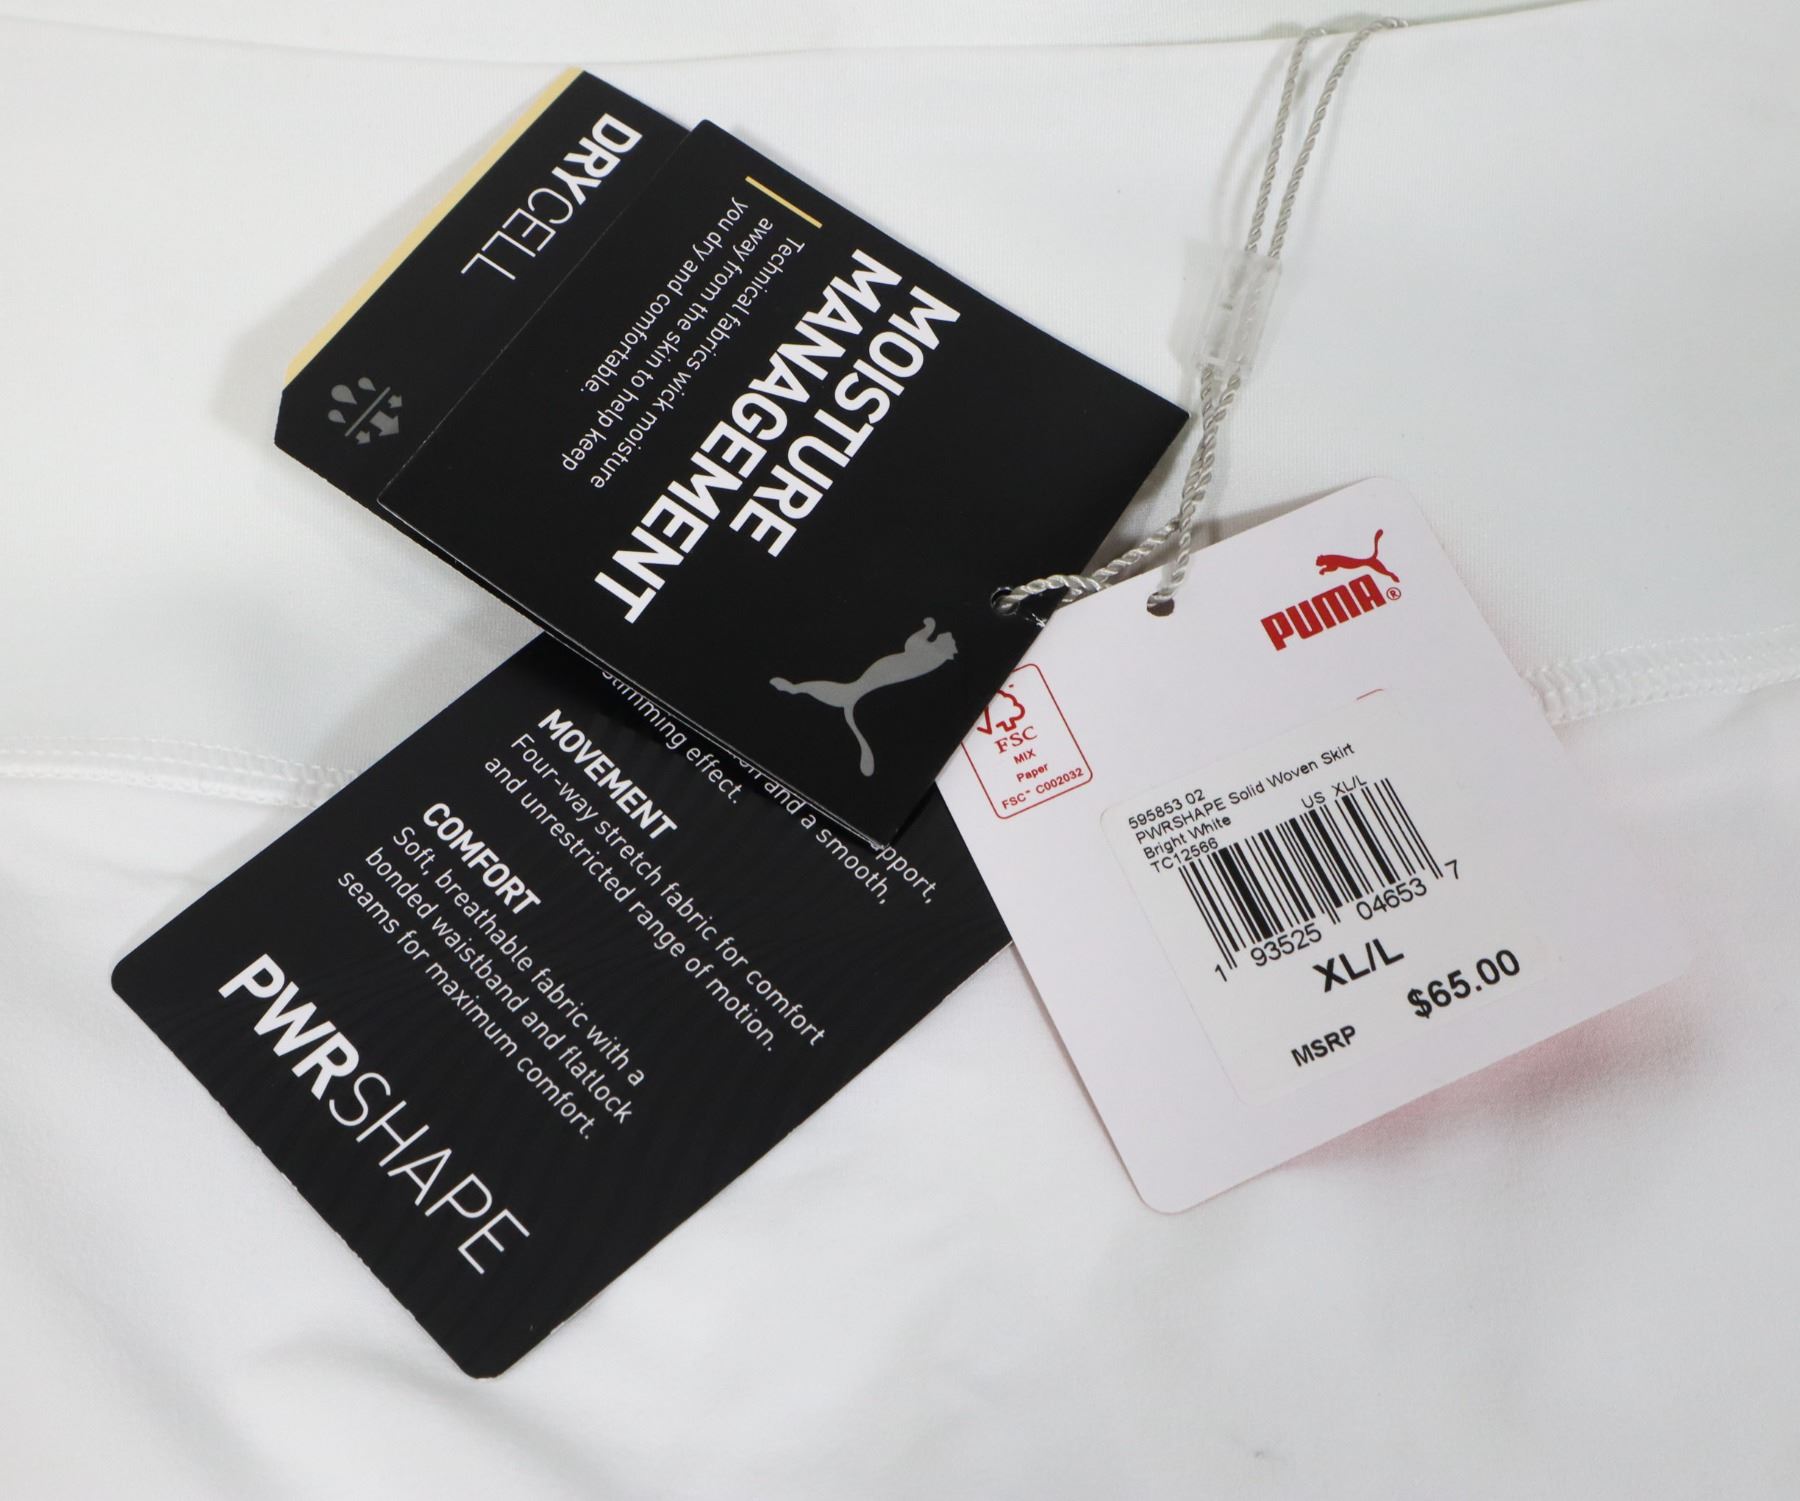 DRYCELL
MOISTURE
MANAGEMENT
Technical fabrics wick moisture
away from the skin to help keep
you dry and comfortable.
PUMA®
FSC
MIX
Paper
FSC™ C002032
595853 02
PWRSHAPE Solid Woven Skirt
Bright White
TC12566
US XL/L
1 93525 04653 7
XL/L
MSRP $65.00
and a smooth,
slimming effect.
MOVEMENT
Four-way stretch fabric for comfort
and unrestricted range of motion.
COMFORT
Soft, breathable fabric with a
bonded waistband and flatlock
seams for maximum comfort.
PWRSHAPE